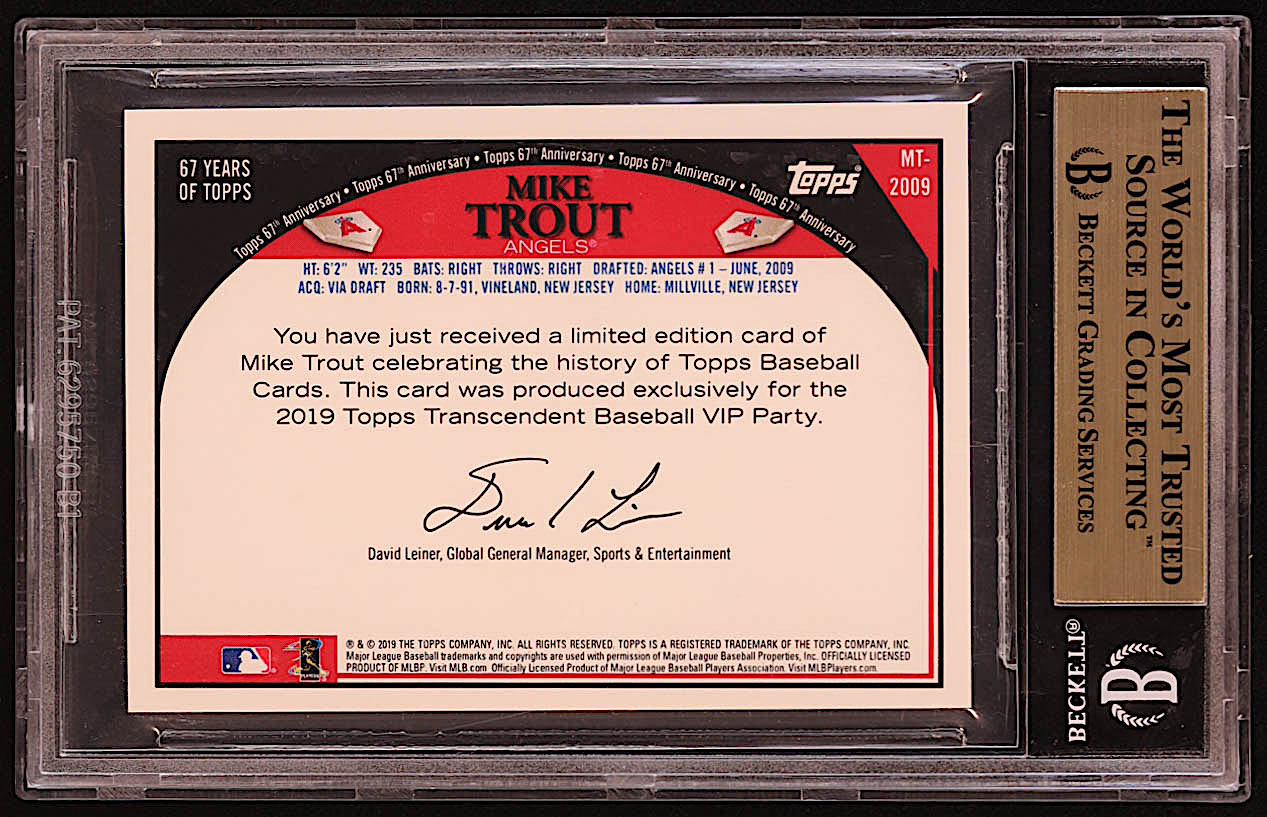 67 YEARS
OF TOPPS
Topps 67th Anniversary • Topps 67th Anniversary • Topps 67th Anniversary • Topps 67th Anniversary • Topps 67th Anniversary
Topps®
MT-
2009
MIKE
TROUT
ANGELS®
HT: 6'2" WT: 235 BATS: RIGHT THROWS: RIGHT DRAFTED: ANGELS # 1 – JUNE, 2009
ACQ: VIA DRAFT BORN: 8-7-91, VINELAND, NEW JERSEY HOME: MILLVILLE, NEW JERSEY
You have just received a limited edition card of
Mike Trout celebrating the history of Topps Baseball
Cards. This card was produced exclusively for the
2019 Topps Transcendent Baseball VIP Party.
David Leiner, Global General Manager, Sports & Entertainment
® & © 2019 THE TOPPS COMPANY, INC. ALL RIGHTS RESERVED. TOPPS IS A REGISTERED TRADEMARK OF THE TOPPS COMPANY, INC.
Major League Baseball trademarks and copyrights are used with permission of Major League Baseball Properties, Inc. OFFICIALLY LICENSED
PRODUCT OF MLBP. Visit MLB.com Officially Licensed Product of Major League Baseball Players Association. Visit MLBPlayers.com.
THE WORLD'S MOST TRUSTED
SOURCE IN COLLECTING™
B BECKETT GRADING SERVICES
BECKETT®
B
PAT. 6295750 B1